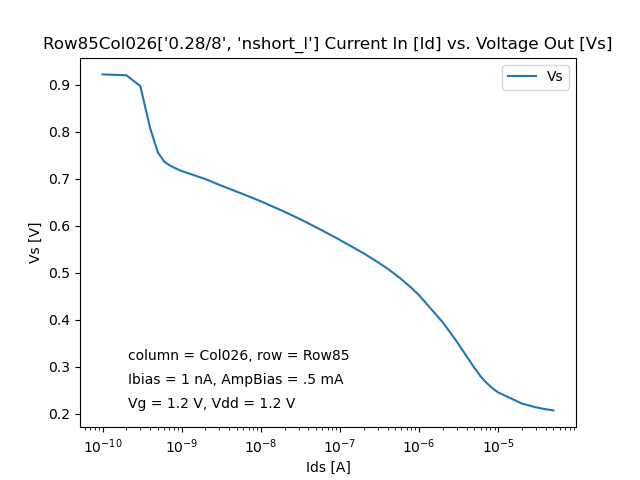 Row85Col026['0.28/8', 'nshort_l'] Current In [Id] vs. Voltage Out [Vs]
Vs
0.9
0.8
0.7
0.6
0.5
0.4
0.3
0.2
Vs [V]
column = Col026, row = Row85
Ibias = 1 nA, AmpBias = .5 mA
Vg = 1.2 V, Vdd = 1.2 V
10⁻¹⁰ 10⁻⁹ 10⁻⁸ 10⁻⁷ 10⁻⁶ 10⁻⁵
Ids [A]